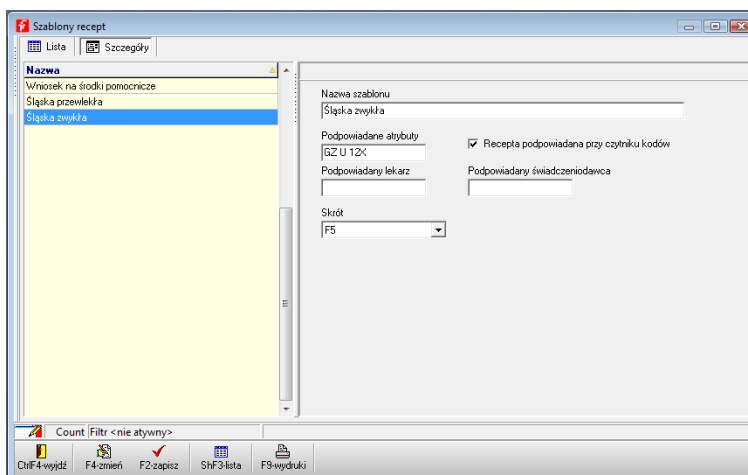 Szablony recept
Lista Szczegóły
Nazwa
Wniosek na środki pomocnicze
Śląska przewlekła
Śląska zwykła
Nazwa szablonu
Śląska zwykła
Podpowiadane atrybuty
GZ U 12X
Recepta podpowiadana przy czytniku kodów
Podpowiadany lekarz
Podpowiadany świadczeniodawca
Skrót
F5
Count Filtr <nie atywny>
CtrlF4-wyjdź F4-zmień F2-zapisz ShF3-lista F9-wydruki